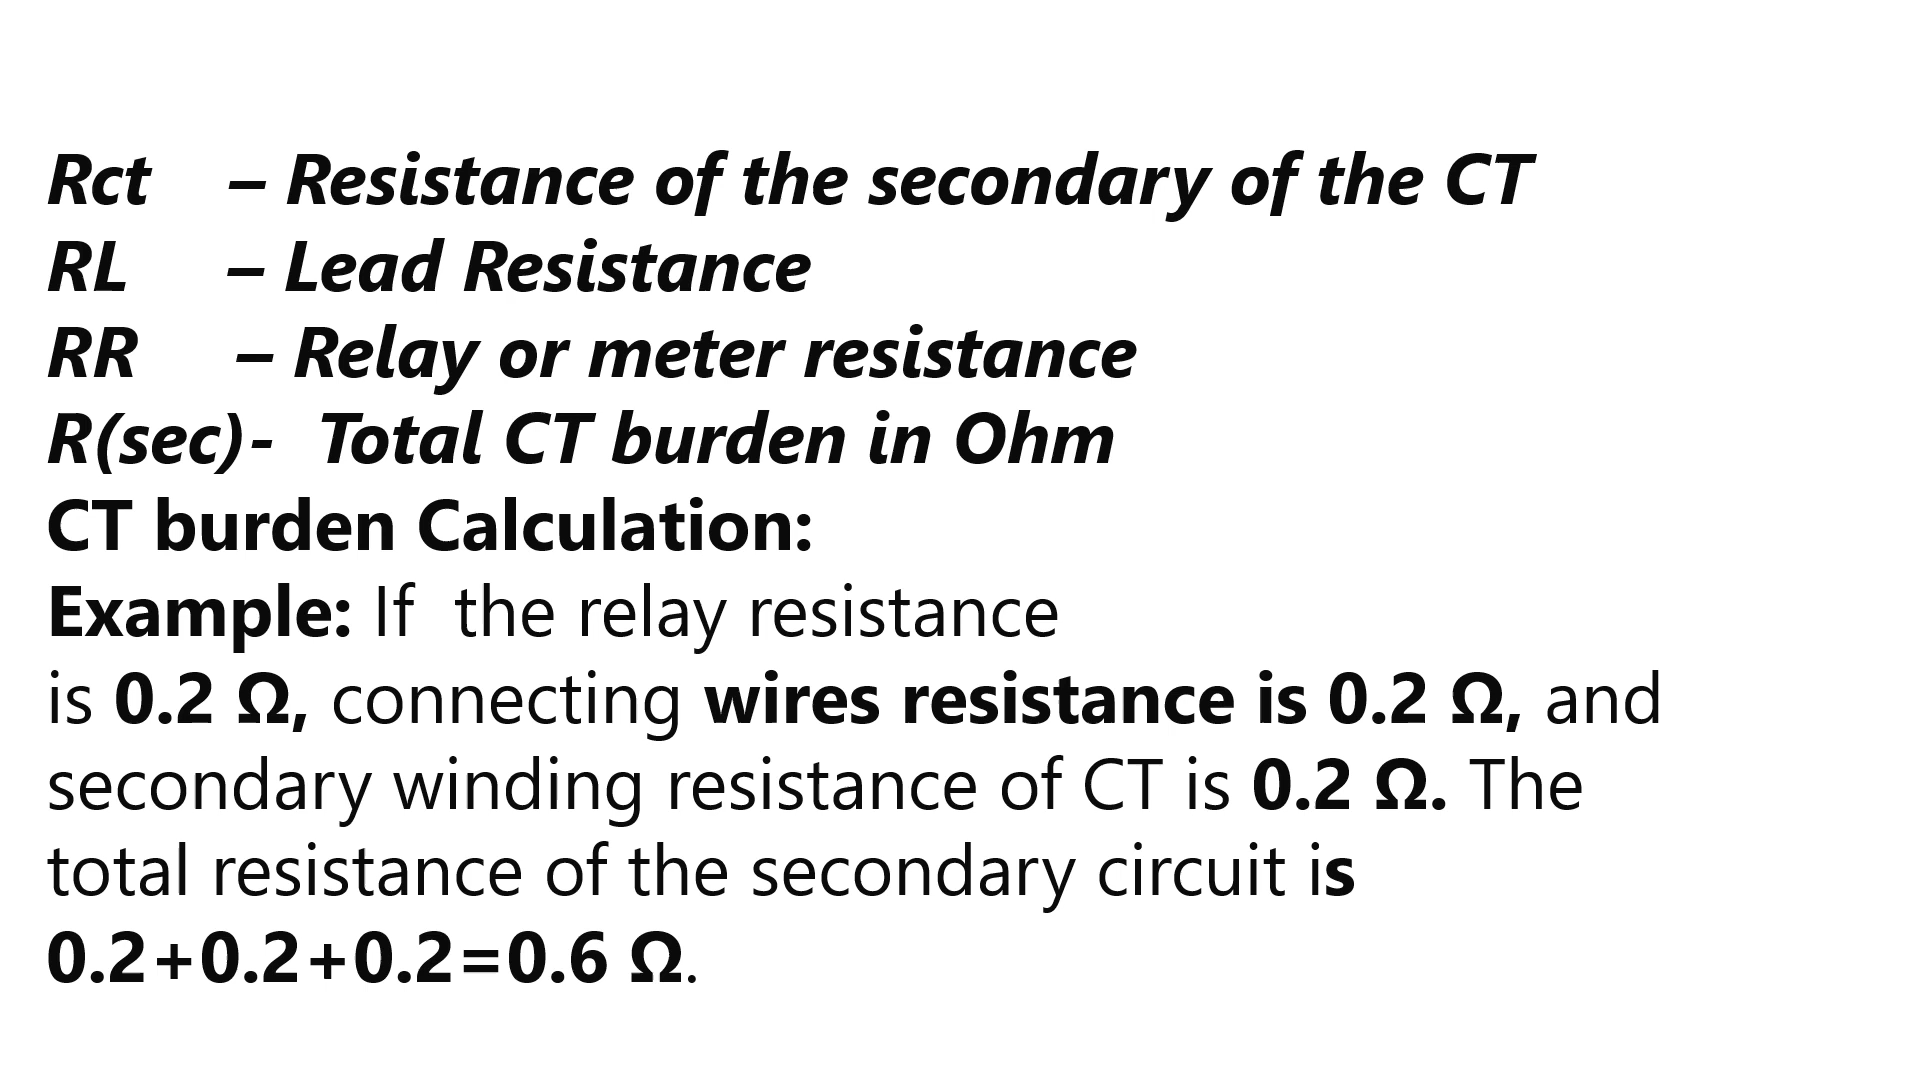 Rct – Resistance of the secondary of the CT
RL – Lead Resistance
RR – Relay or meter resistance
R(sec)- Total CT burden in Ohm
CT burden Calculation:
Example: If the relay resistance
is 0.2 Ω, connecting wires resistance is 0.2 Ω, and
secondary winding resistance of CT is 0.2 Ω. The
total resistance of the secondary circuit is
0.2+0.2+0.2=0.6 Ω.